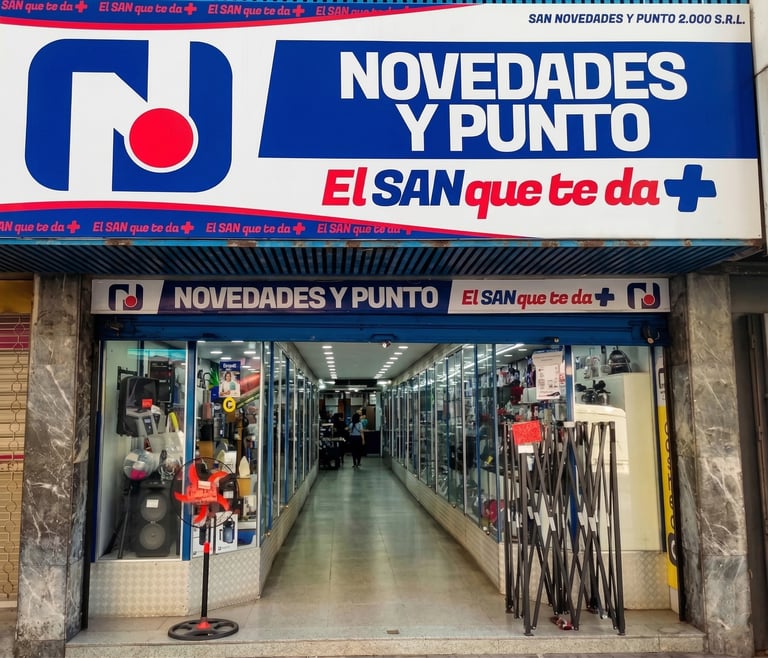 SAN que te da + El SAN que te da + El SAN que te da + El SAN
SAN NOVEDADES Y PUNTO 2.000 S.R.L.
NOVEDADES
Y PUNTO
El SAN que te da +
AN que te da + El SAN que te da + El SAN que te da + El SAN que te da +
NOVEDADES Y PUNTO El SAN que te da +